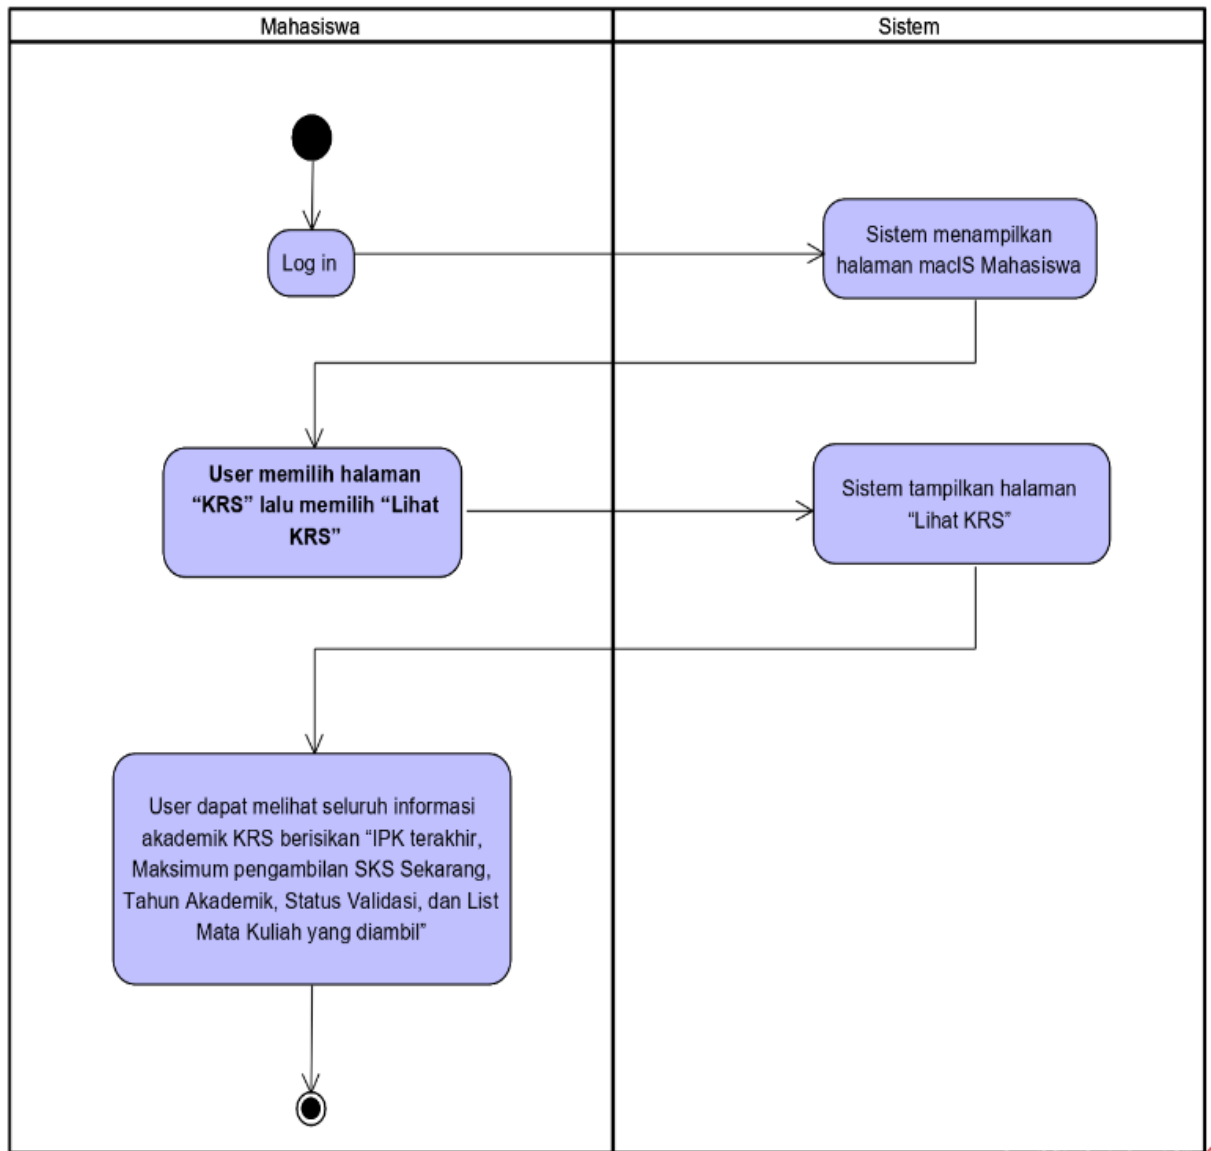 Mahasiswa
Sistem
Log in
Sistem menampilkan
halaman macIS Mahasiswa
User memilih halaman
“KRS” lalu memilih “Lihat
KRS”
Sistem tampilkan halaman
“Lihat KRS”
User dapat melihat seluruh informasi
akademik KRS berisikan “IPK terakhir,
Maksimum pengambilan SKS Sekarang,
Tahun Akademik, Status Validasi, dan List
Mata Kuliah yang diambil”